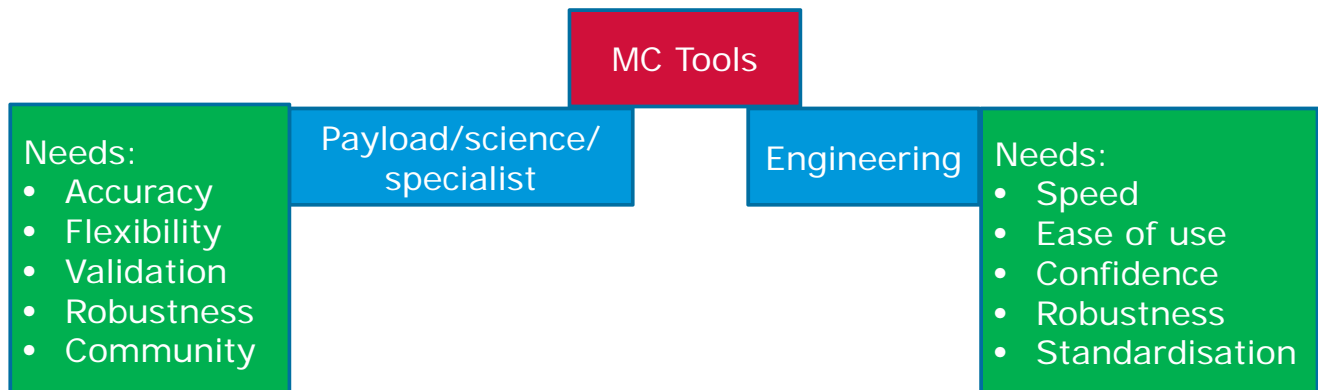 MC Tools
Payload/science/
specialist
Engineering
Needs:
• Accuracy
• Flexibility
• Validation
• Robustness
• Community
Needs:
• Speed
• Ease of use
• Confidence
• Robustness
• Standardisation